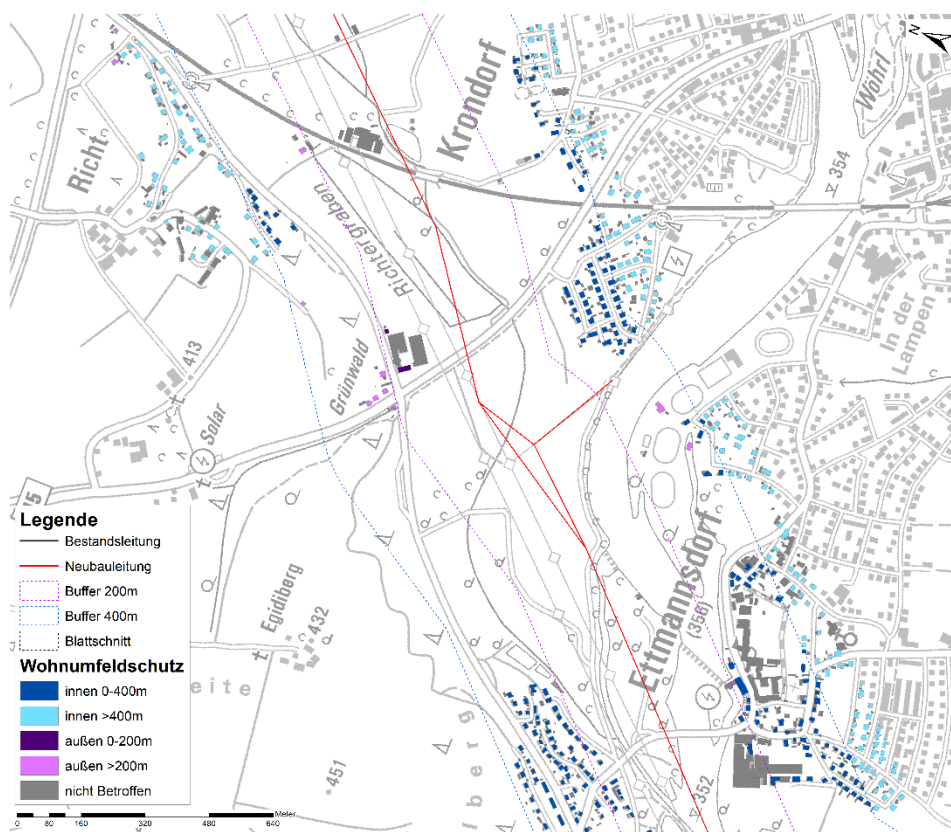 N
Krondorf
Wöhrl
Richt
354
Richtergraben
In der
Lampen
Grünwald
413
Solar
15
Legende
Bestandsleitung
Neubauleitung
Buffer 200m
Buffer 400m
Blattschnitt
Wohnumfeldschutz
innen 0-400m
innen >400m
außen 0-200m
außen >200m
nicht Betroffen
Ettmannsdorf
(356)
Egidiberg
432
eite
451
lberg
352
0 80 160 320 480 640 Meter